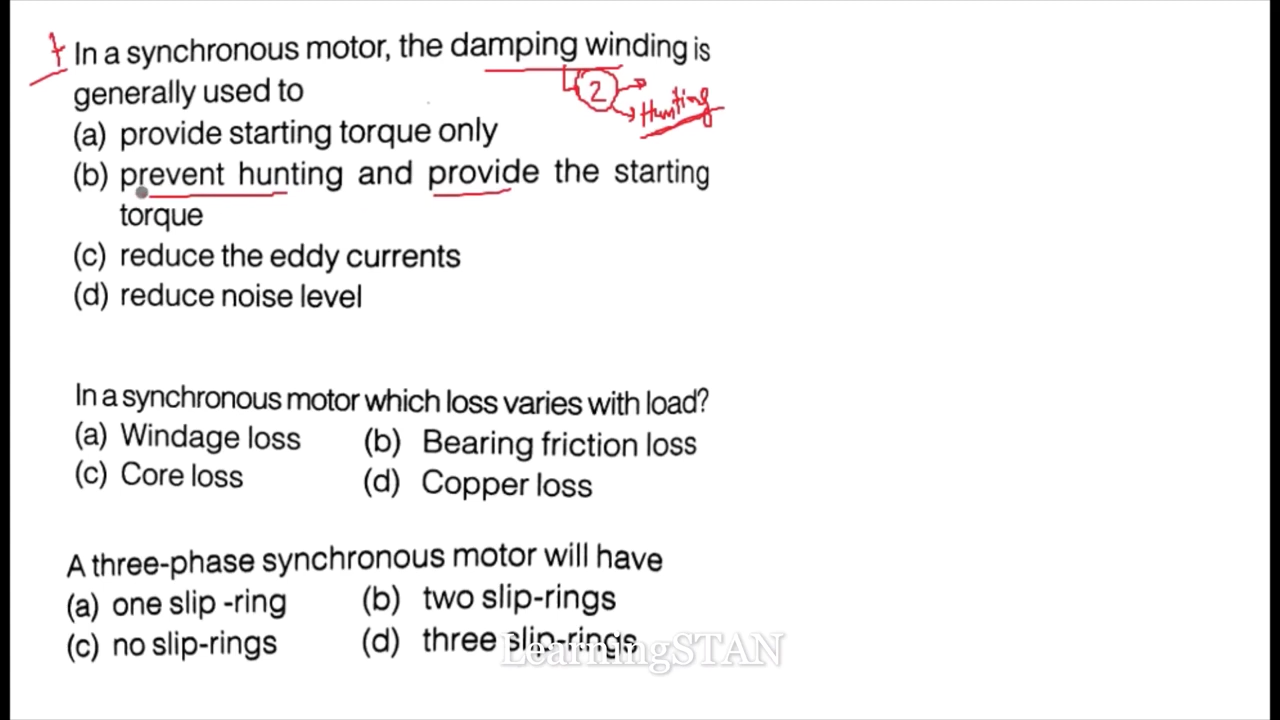 In a synchronous motor, the damping winding is
generally used to
2
Hunting
(a) provide starting torque only
(b) prevent hunting and provide the starting
torque
(c) reduce the eddy currents
(d) reduce noise level
In a synchronous motor which loss varies with load?
(a) Windage loss (b) Bearing friction loss
(c) Core loss (d) Copper loss
A three-phase synchronous motor will have
(a) one slip -ring (b) two slip-rings
(c) no slip-rings (d) three slip-rings
LearningSTAN